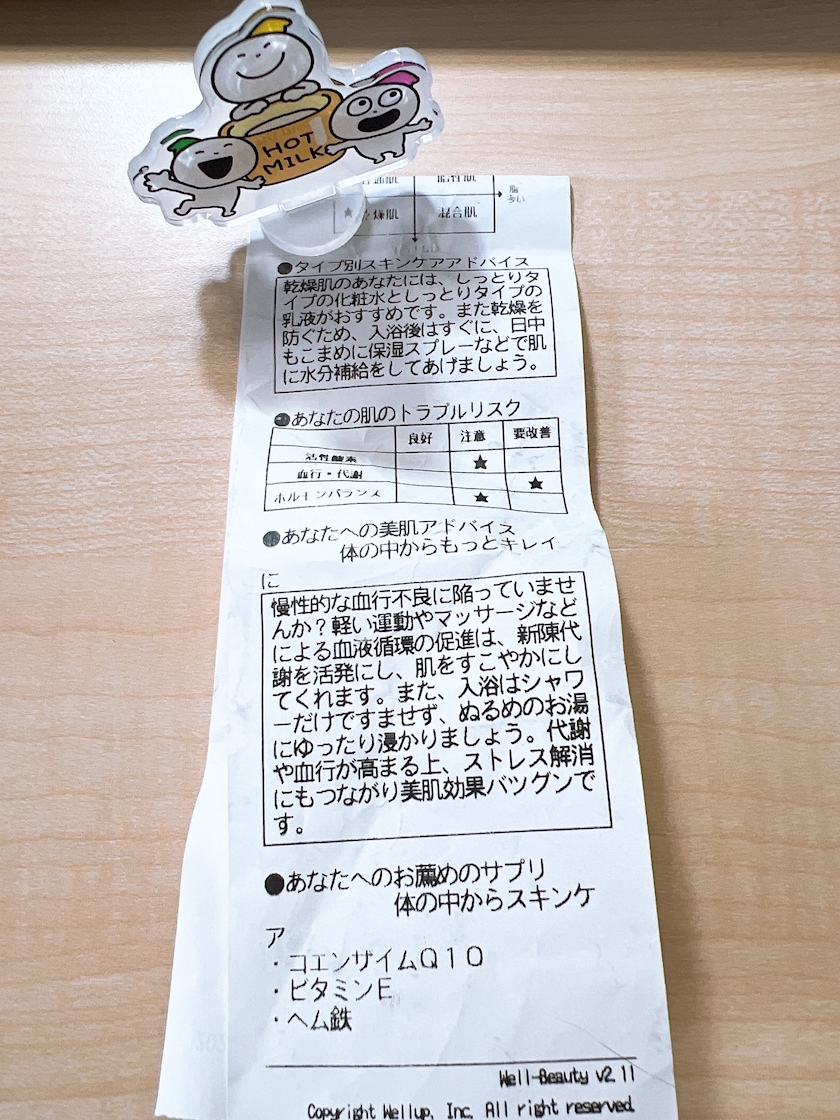 HOT
MILK
脂性肌
脂
多い
乾燥肌
混合肌
●タイプ別スキンケアアドバイス
乾燥肌のあなたには、しっとりタ
イプの化粧水としっとりタイプの
乳液がおすすめです。また乾燥を
防ぐため、入浴後はすぐに、日中
もこまめに保湿スプレーなどで肌
に水分補給をしてあげましょう。
●あなたの肌のトラブルリスク
良好 注意 要改善
活性酸素 ★
血行・代謝 ★
ホルモンバランス ★
●あなたへの美肌アドバイス
体の中からもっとキレイ
に
慢性的な血行不良に陥っていませ
んか?軽い運動やマッサージなど
による血液循環の促進は、新陳代
謝を活発にし、肌をすこやかにし
てくれます。また、入浴はシャワ
ーだけですませず、ぬるめのお湯
にゆったり浸かりましょう。代謝
や血行が高まる上、ストレス解消
にもつながり美肌効果バツグンで
す。
●あなたへのお薦めのサプリ
体の中からスキンケ
ア
・コエンザイムQ10
・ビタミンE
・ヘム鉄
Well-Beauty v2.11
Copyright Wellup, Inc. All right reserved.